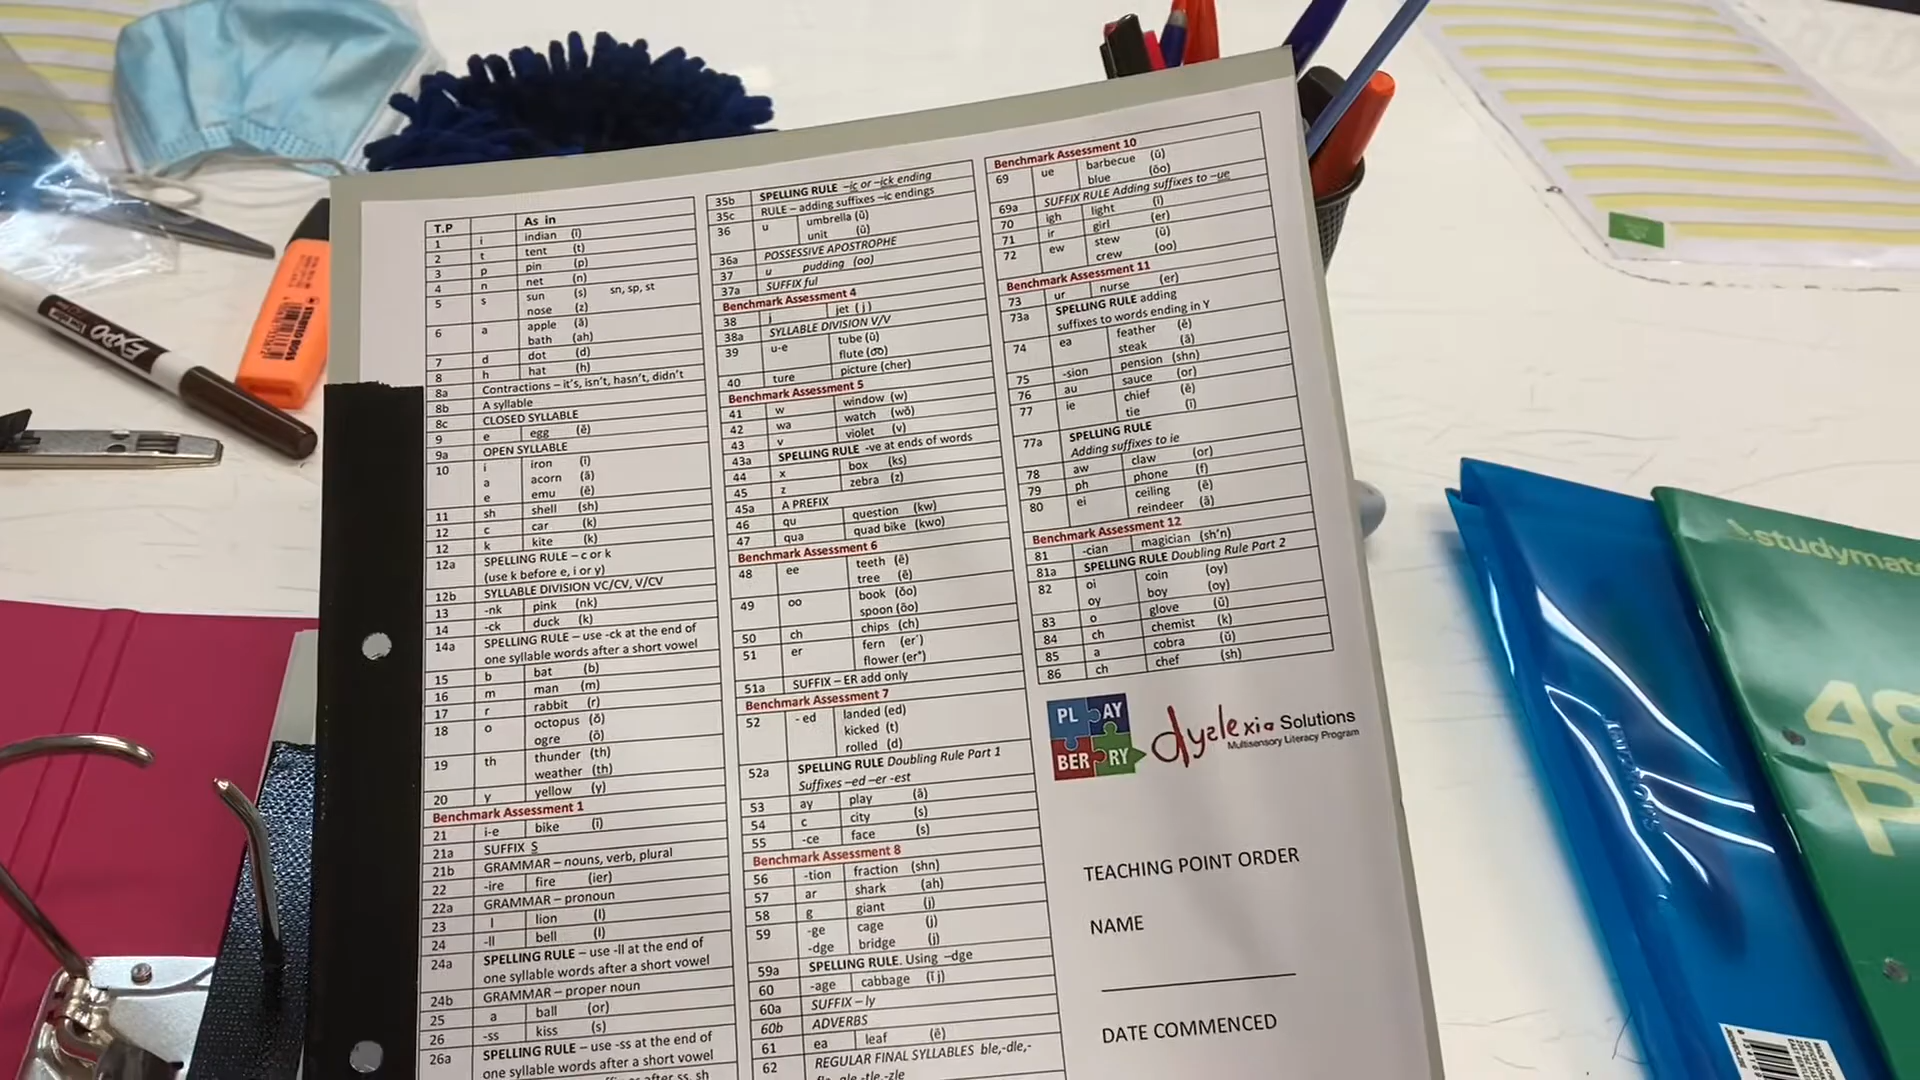 T.P As in
1 i indian (ĭ)
2 t tent (t)
3 p pin (p)
4 n net (n)
5 s sun (s) sn, sp, st
nose (z)
6 a apple (ă)
bath (ah)
7 d dot (d)
8 h hat (h)
8a Contractions – it's, isn't, hasn't, didn't
8b A syllable
8c CLOSED SYLLABLE
9 e egg (ĕ)
9a OPEN SYLLABLE
10 i iron (ī)
a acorn (ā)
e emu (ē)
11 sh shell (sh)
12 c car (k)
12 k kite (k)
12a SPELLING RULE – c or k
(use k before e, i or y)
12b SYLLABLE DIVISION VC/CV, V/CV
13 -nk pink (nk)
14 -ck duck (k)
14a SPELLING RULE – use -ck at the end of
one syllable words after a short vowel
15 b bat (b)
16 m man (m)
17 r rabbit (r)
18 o octopus (ŏ)
ogre (ō)
19 th thunder (th)
weather (th)
20 y yellow (y)
Benchmark Assessment 1
21 i-e bike (ī)
21a SUFFIX S
21b GRAMMAR – nouns, verb, plural
22 -ire fire (ier)
22a GRAMMAR – pronoun
23 l lion (l)
24 -ll bell (l)
24a SPELLING RULE – use -ll at the end of
one syllable words after a short vowel
24b GRAMMAR – proper noun
25 a ball (or)
26 -ss kiss (s)
26a SPELLING RULE – use -ss at the end of
one syllable words after a short vowel
after ss, sh
35b SPELLING RULE –ic or –ick ending
35c RULE – adding suffixes –ic endings
36 u umbrella (ŭ)
unit (ū)
36a POSSESSIVE APOSTROPHE
37 u pudding (oo)
37a SUFFIX ful
Benchmark Assessment 4
38 j jet (j)
38a SYLLABLE DIVISION V/V
39 u-e tube (ū)
flute (ōō)
40 ture picture (cher)
Benchmark Assessment 5
41 w window (w)
42 wa watch (wŏ)
43 v violet (v)
43a SPELLING RULE -ve at ends of words
44 x box (ks)
45 z zebra (z)
45a A PREFIX
46 qu question (kw)
47 qua quad bike (kwo)
Benchmark Assessment 6
48 ee teeth (ē)
tree (ē)
49 oo book (ŏo)
spoon (ōo)
50 ch chips (ch)
51 er fern (er')
flower (er*)
51a SUFFIX – ER add only
Benchmark Assessment 7
52 - ed landed (ed)
kicked (t)
rolled (d)
52a SPELLING RULE Doubling Rule Part 1
Suffixes –ed –er -est
53 ay play (ā)
54 c city (s)
55 -ce face (s)
Benchmark Assessment 8
56 -tion fraction (shn)
57 ar shark (ah)
58 g giant (j)
59 -ge cage (j)
-dge bridge (j)
59a SPELLING RULE. Using –dge
60 -age cabbage (ĭj)
60a SUFFIX – ly
60b ADVERBS
61 ea leaf (ē)
62 REGULAR FINAL SYLLABLES ble,-dle,-
-tle,-zle
Benchmark Assessment 10
69 ue barbecue (ū)
blue (ōo)
69a SUFFIX RULE Adding suffixes to –ue
70 igh light (ī)
71 ir girl (er)
72 ew stew (ū)
crew (oo)
Benchmark Assessment 11
73 ur nurse (er)
73a SPELLING RULE adding
suffixes to words ending in Y
74 ea feather (ĕ)
steak (ā)
75 -sion pension (shn)
76 au sauce (or)
77 ie chief (ē)
tie (ī)
77a SPELLING RULE
Adding suffixes to ie
78 aw claw (or)
79 ph phone (f)
80 ei ceiling (ē)
reindeer (ā)
Benchmark Assessment 12
81 -cian magician (sh'n)
81a SPELLING RULE Doubling Rule Part 2
82 oi coin (oy)
oy boy (oy)
83 o glove (ŭ)
84 ch chemist (k)
85 a cobra (ŭ)
86 ch chef (sh)
PLAY
BERRY
dyslexia Solutions
Multisensory Literacy Program
TEACHING POINT ORDER
NAME
DATE COMMENCED
EXPO
STABILO BOSS
studymat
48
P